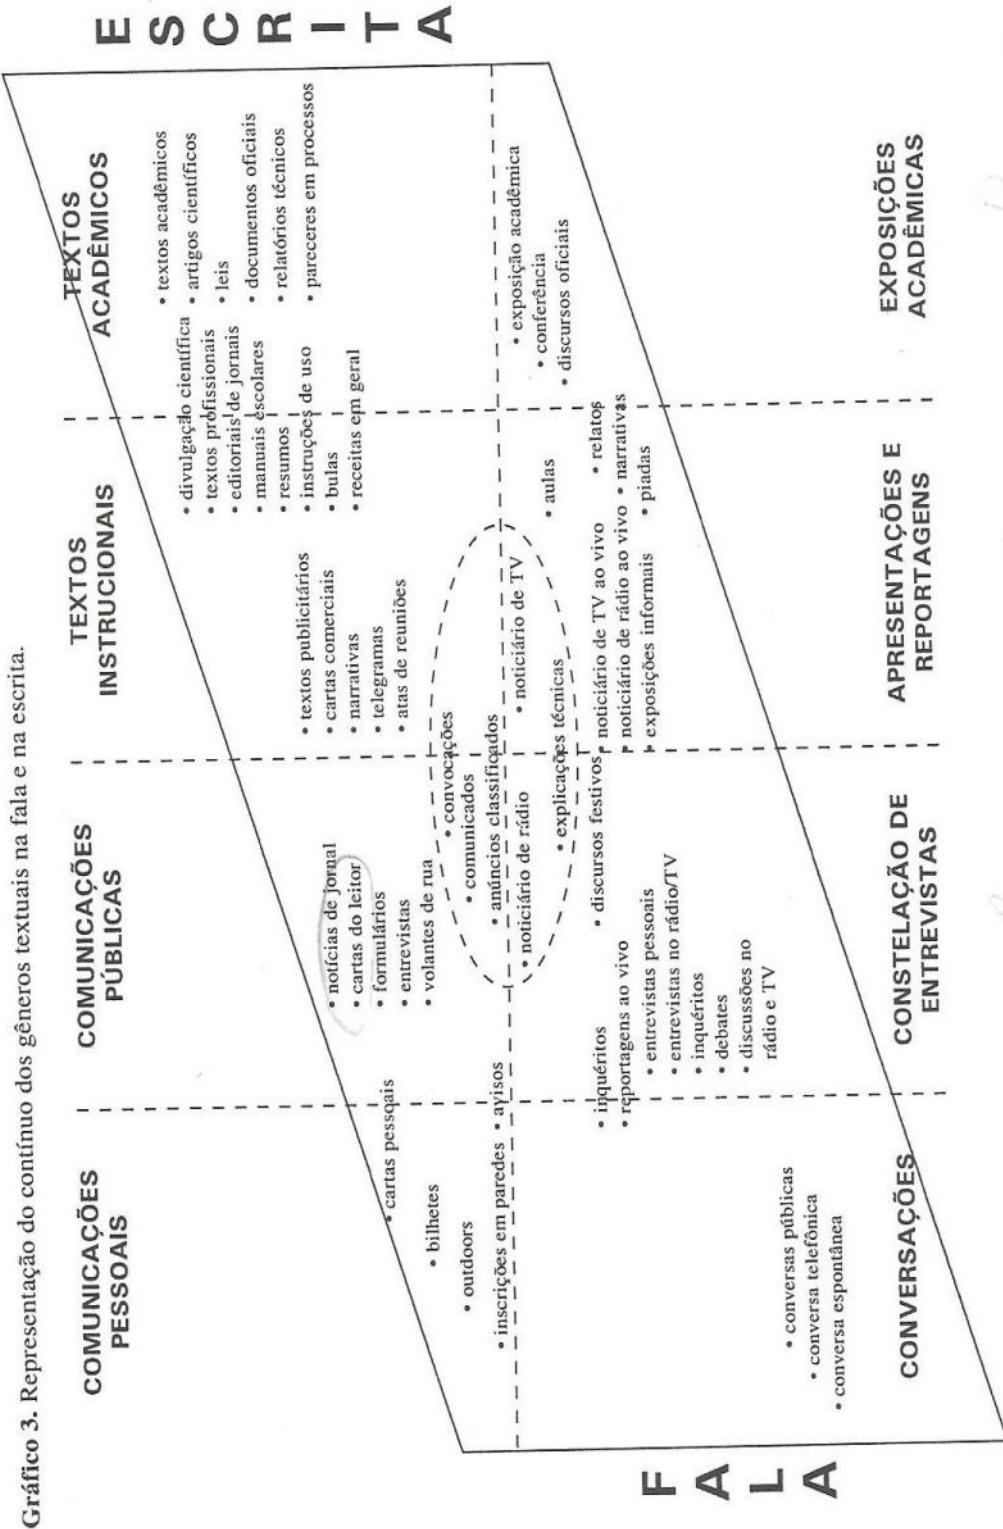 Gráfico 3. Representação do contínuo dos gêneros textuais na fala e na escrita.
COMUNICAÇÕES
PESSOAIS
COMUNICAÇÕES
PÚBLICAS
TEXTOS
INSTRUCIONAIS
TEXTOS
ACADÊMICOS
ESCRITA
• textos acadêmicos
• artigos científicos
• leis
• documentos oficiais
• relatórios técnicos
• pareceres em processos
• divulgação científica
• textos profissionais
• editoriais de jornais
• manuais escolares
• resumos
• instruções de uso
• bulas
• receitas em geral
• textos publicitários
• cartas comerciais
• narrativas
• telegramas
• atas de reuniões
• notícias de jornal
• cartas do leitor
• formulários
• entrevistas
• volantes de rua
• cartas pessoais
• bilhetes
• outdoors
• inscrições em paredes
• avisos
• convocações
• comunicados
• anúncios classificados
• noticiário de rádio
• noticiário de TV
• explicações técnicas
• exposição acadêmica
• conferência
• discursos oficiais
• aulas
• relatos
• narrativas
• piadas
• noticiário de TV ao vivo
• noticiário de rádio ao vivo
• exposições informais
• discursos festivos
• inquéritos
• reportagens ao vivo
• entrevistas pessoais
• entrevistas no rádio/TV
• inquéritos
• debates
• discussões no
rádio e TV
• conversas públicas
• conversa telefônica
• conversa espontânea
FALA
CONVERSAÇÕES
CONSTELAÇÃO DE
ENTREVISTAS
APRESENTAÇÕES E
REPORTAGENS
EXPOSIÇÕES
ACADÊMICAS